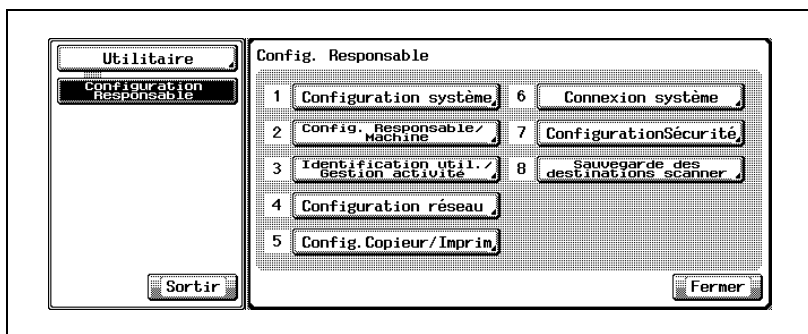 Utilitaire
Configuration
Responsable
Sortir
Config. Responsable
1 Configuration système
2 Config. Responsable/
Machine
3 Identification util./
Gestion activité
4 Configuration réseau
5 Config.Copieur/Imprim
6 Connexion système
7 ConfigurationSécurité
8 Sauvegarde des
destinations scanner
Fermer